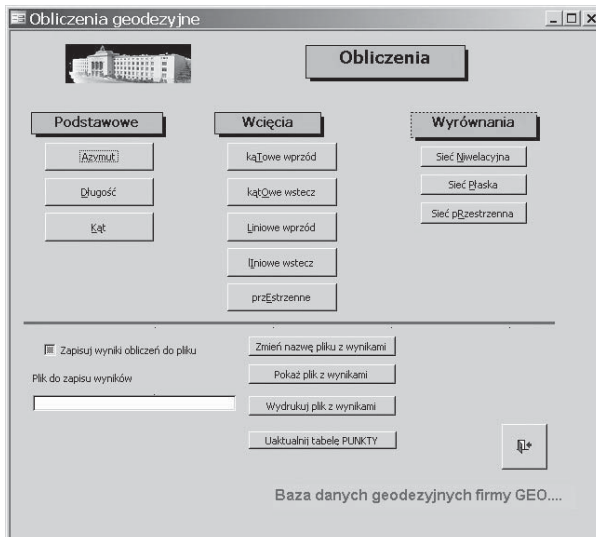 Obliczenia geodezyjne
Obliczenia
Podstawowe
Azymut
Długość
Kąt
Wcięcia
kąTowe wprzód
kątOwe wstecz
Liniowe wprzód
lIniowe wstecz
przEstrzenne
Wyrównania
Sieć Niwelacyjna
Sieć Płaska
Sieć pRzestrzenna
Zapisuj wyniki obliczeń do pliku
Plik do zapisu wyników
Zmień nazwę pliku z wynikami
Pokaż plik z wynikami
Wydrukuj plik z wynikami
Uaktualnij tabelę PUNKTY
Baza danych geodezyjnych firmy GEO....